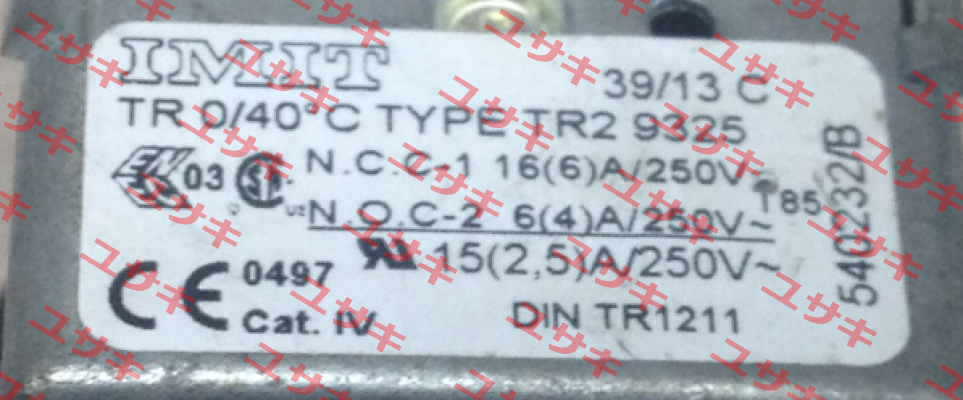 IMIT
39/13 C
TR 0/40°C TYPE TR2 9325
03 N.C.C-1 16(6)A/250V~
N.O.C-2 6(4)A/250V~
T85
15(2,5)A/250V~
CE 0497
Cat. IV
DIN TR1211
540232/B
ユサキ